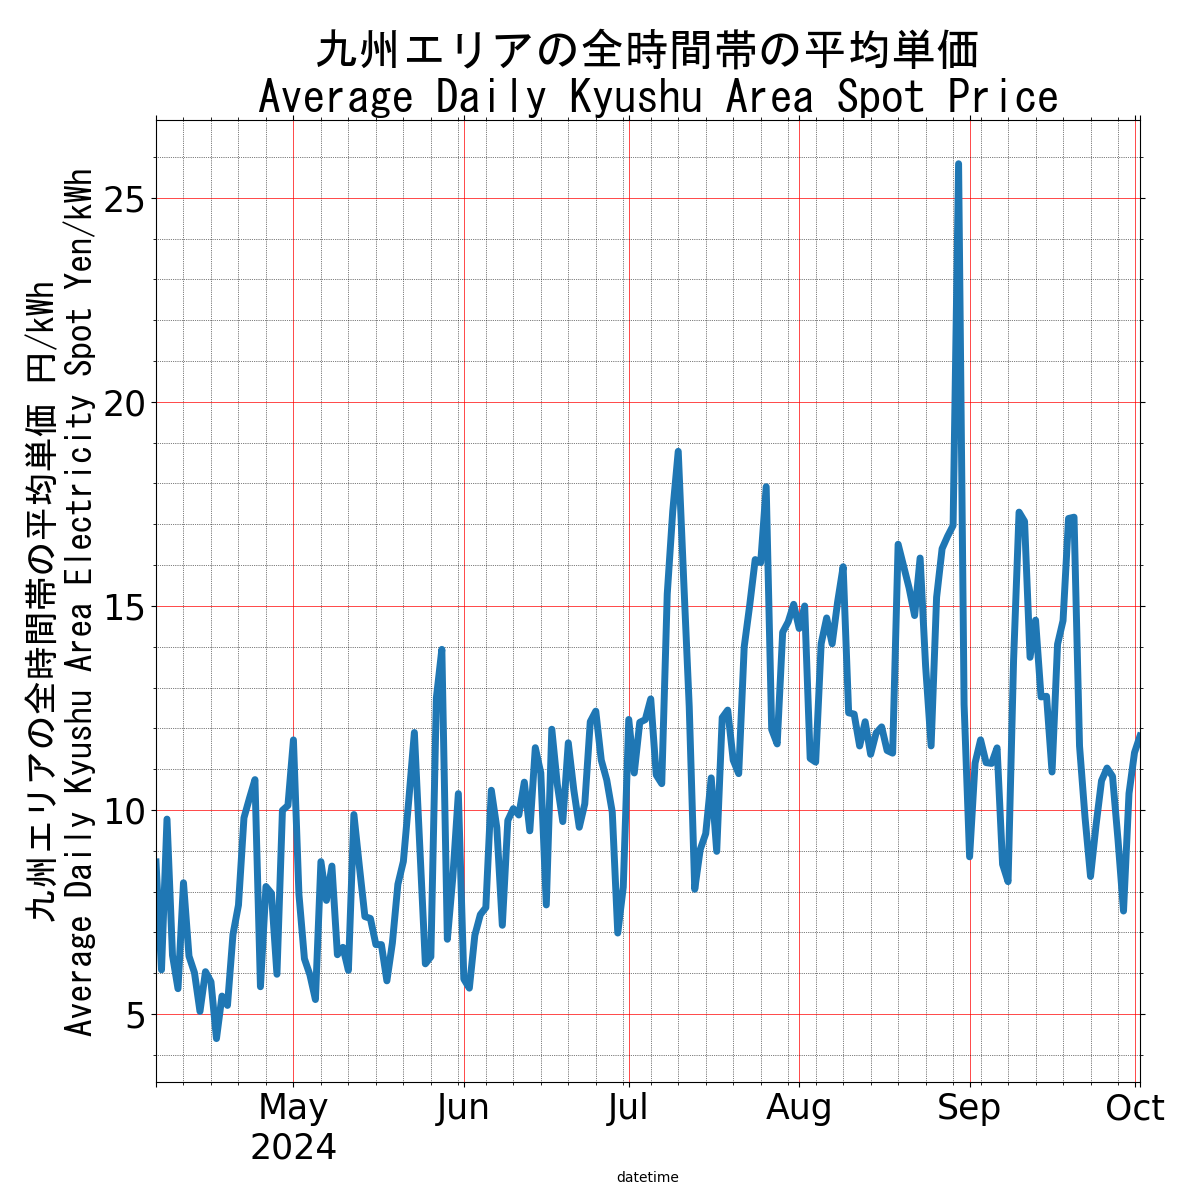 九州エリアの全時間帯の平均単価
Average Daily Kyushu Area Spot Price
九州エリアの全時間帯の平均単価 円/kWh
Average Daily Kyushu Area Electricity Spot Yen/kWh
25
20
15
10
5
May
2024
Jun
Jul
Aug
Sep
Oct
datetime